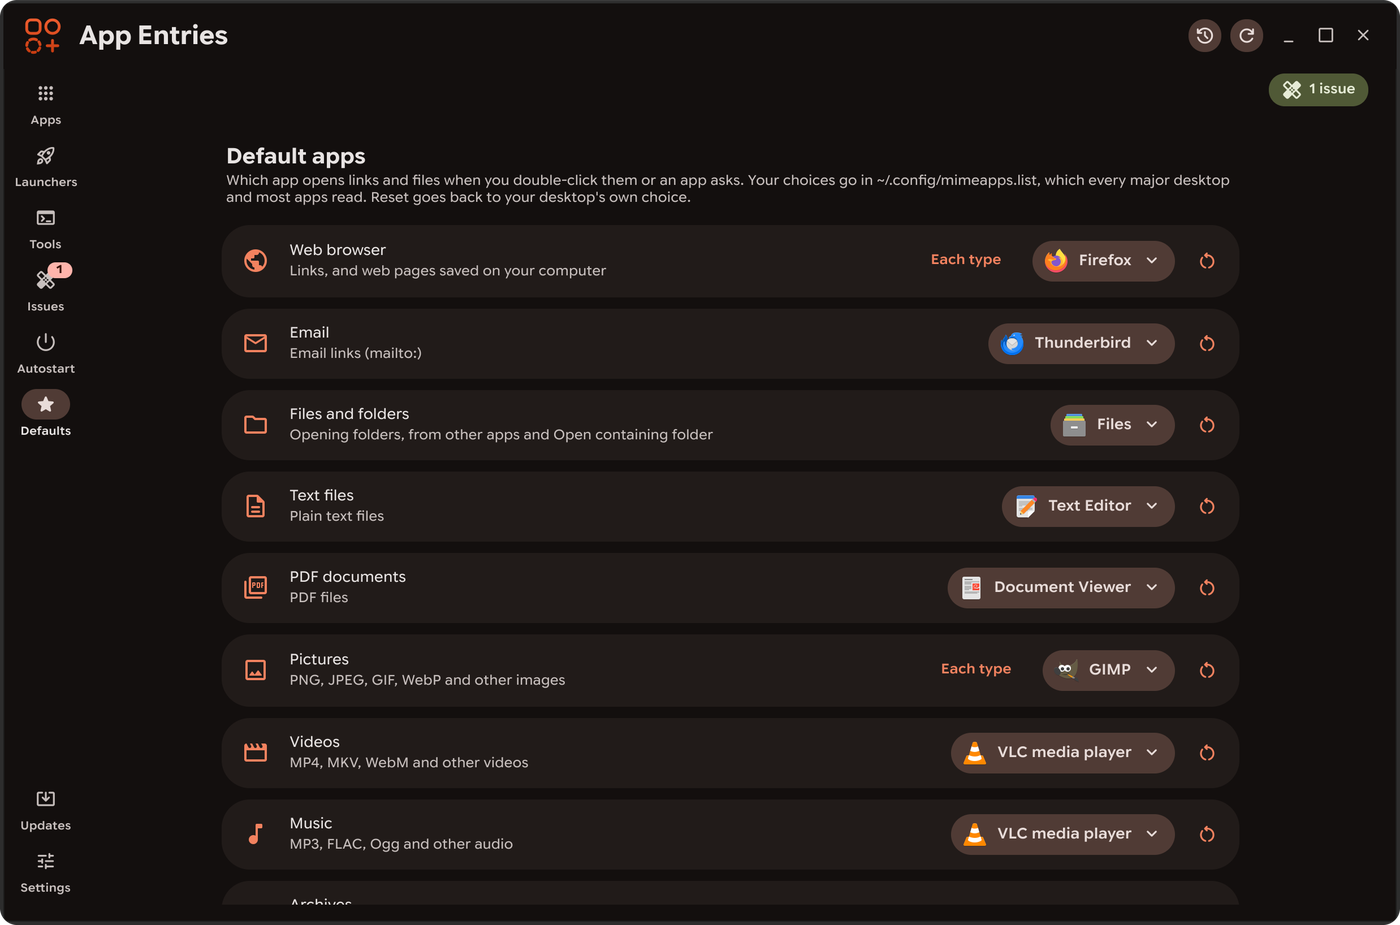 App Entries
1 issue
Apps
Launchers
Tools
1
Issues
Autostart
Defaults
Updates
Settings
Default apps
Which app opens links and files when you double-click them or an app asks. Your choices go in ~/.config/mimeapps.list, which every major desktop
and most apps read. Reset goes back to your desktop's own choice.
Web browser
Links, and web pages saved on your computer
Each type
Firefox
Email
Email links (mailto:)
Thunderbird
Files and folders
Opening folders, from other apps and Open containing folder
Files
Text files
Plain text files
Text Editor
PDF
PDF documents
PDF files
Document Viewer
Pictures
PNG, JPEG, GIF, WebP and other images
Each type
GIMP
Videos
MP4, MKV, WebM and other videos
VLC media player
Music
MP3, FLAC, Ogg and other audio
VLC media player
Archives